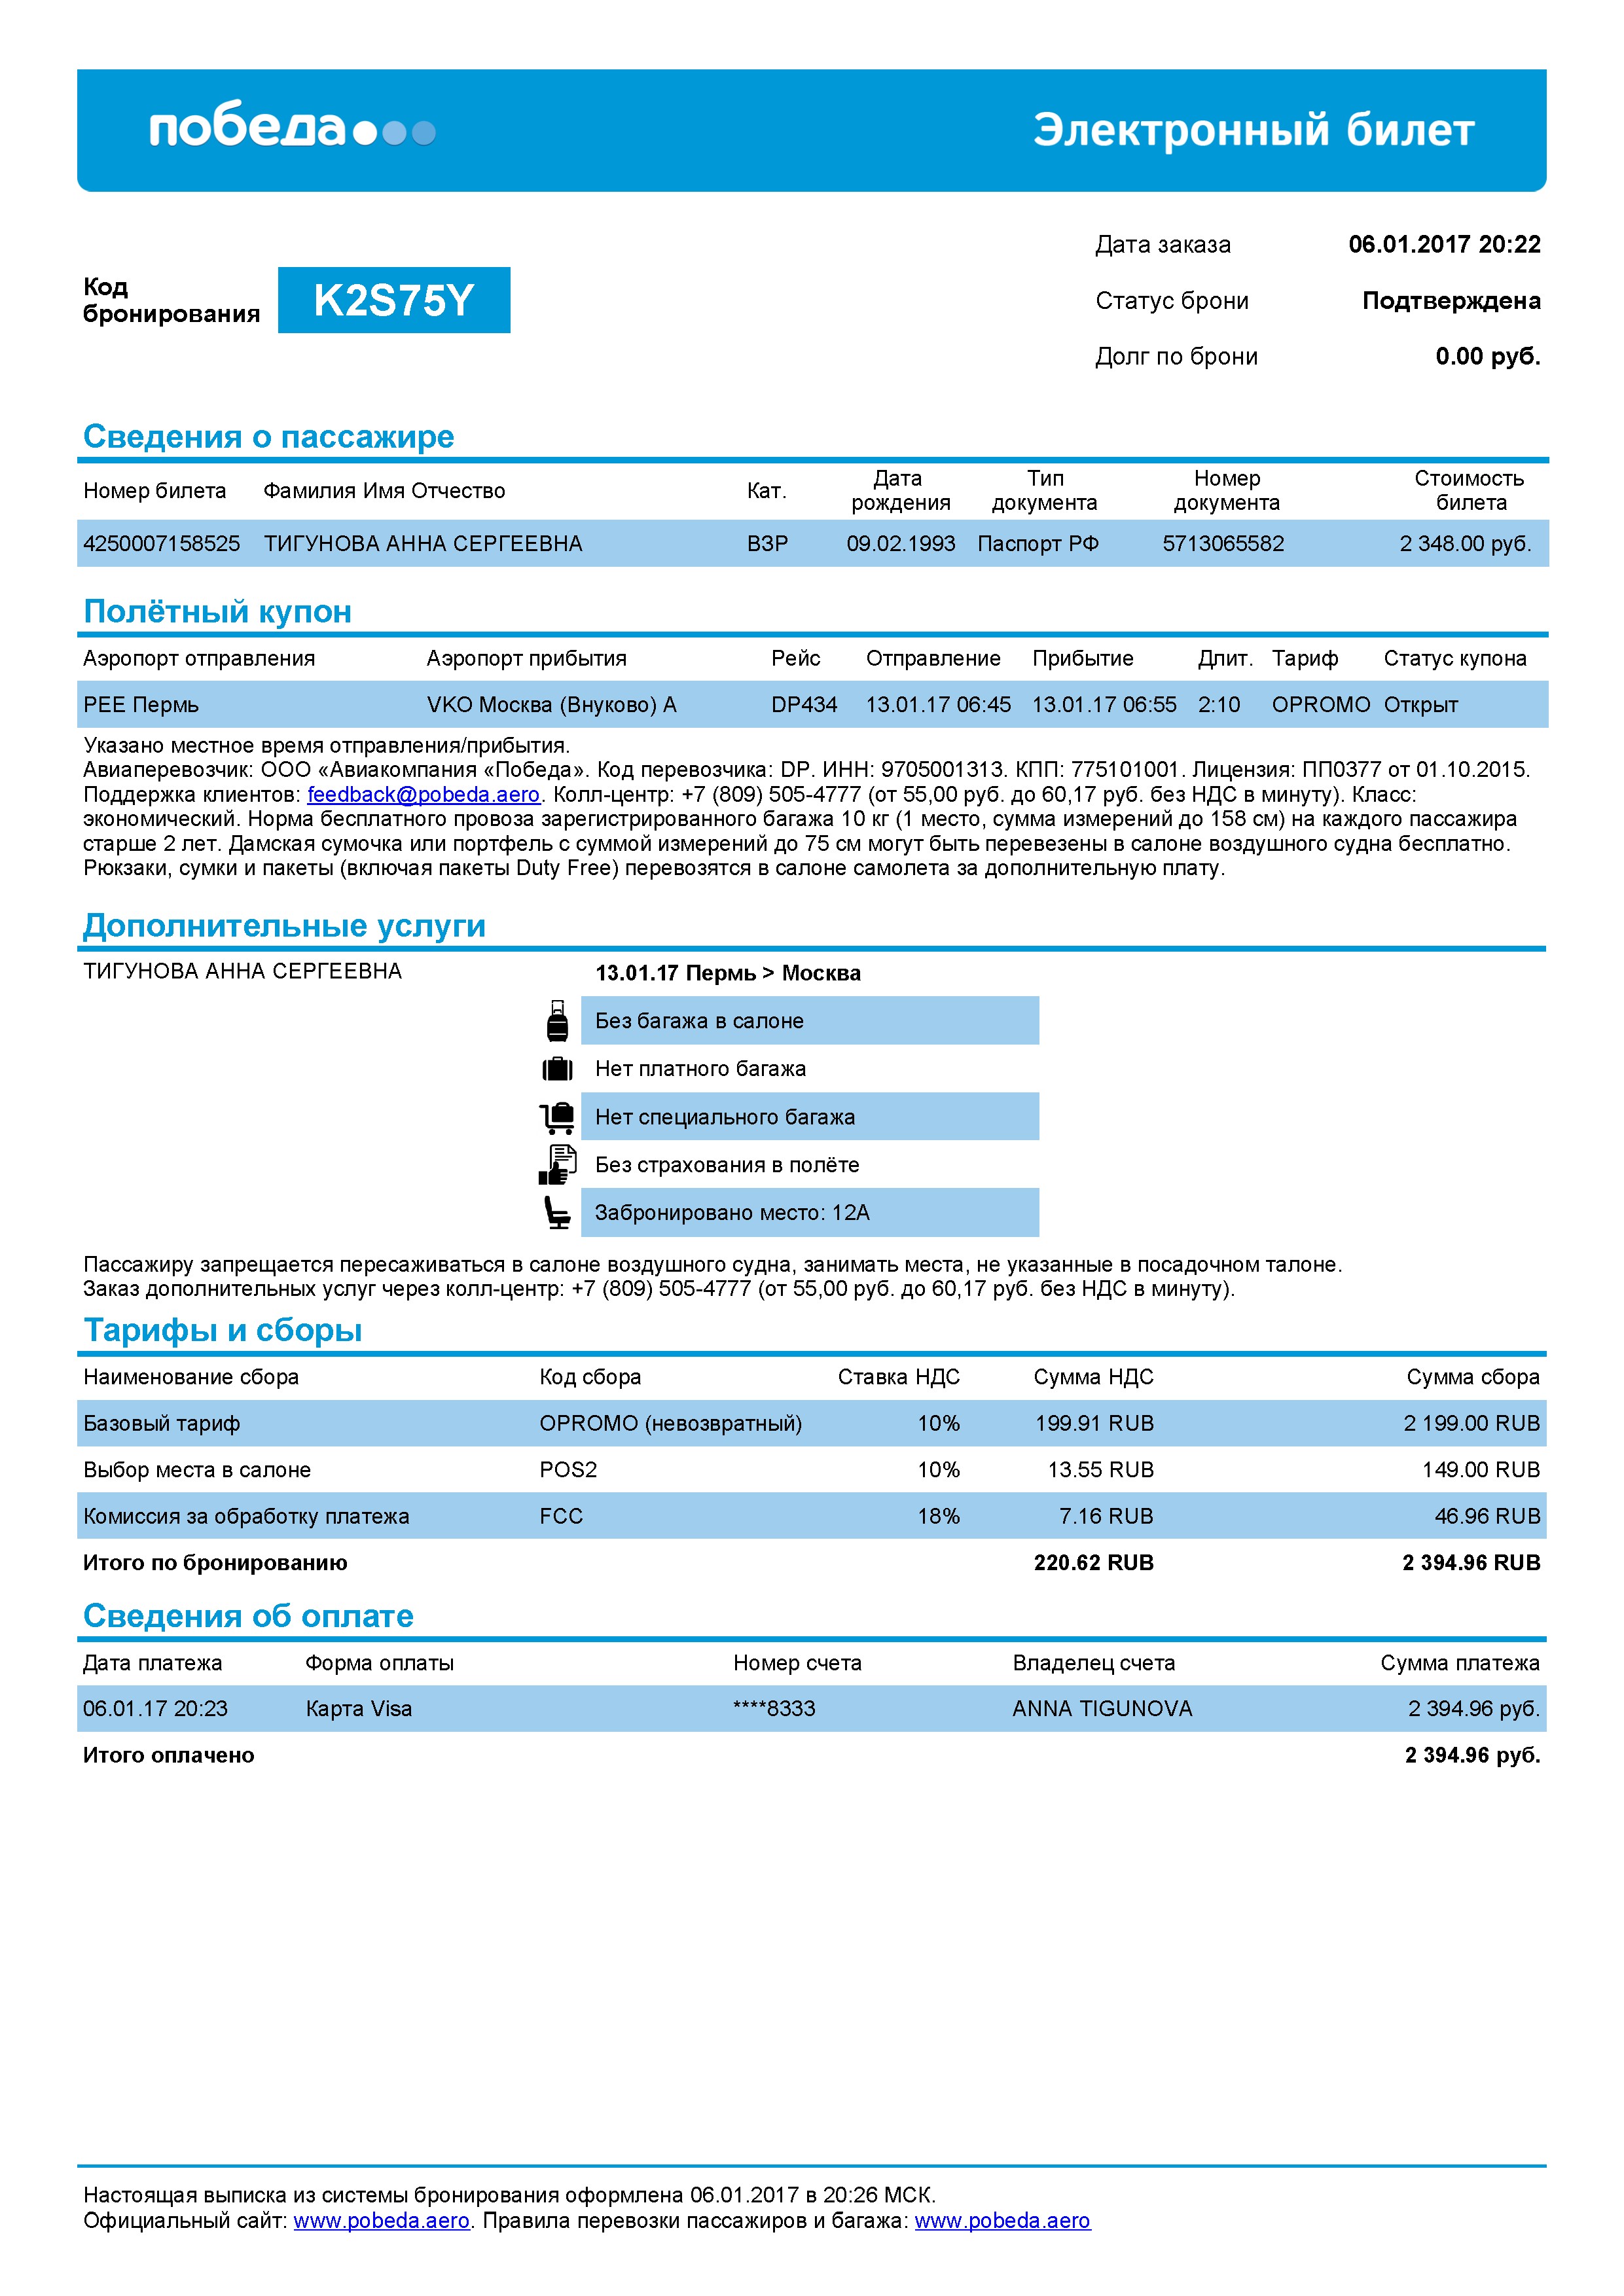 победа
Электронный билет
Дата заказа 06.01.2017 20:22
Код бронирования K2S75Y
Статус брони Подтверждена
Долг по брони 0.00 руб.
Сведения о пассажире
Номер билета Фамилия Имя Отчество Кат. Дата рождения Тип документа Номер документа Стоимость билета
4250007158525 ТИГУНОВА АННА СЕРГЕЕВНА ВЗР 09.02.1993 Паспорт РФ 5713065582 2 348.00 руб.
Полётный купон
Аэропорт отправления Аэропорт прибытия Рейс Отправление Прибытие Длит. Тариф Статус купона
PEE Пермь VKO Москва (Внуково) A DP434 13.01.17 06:45 13.01.17 06:55 2:10 OPROMO Открыт
Указано местное время отправления/прибытия.
Авиаперевозчик: ООО «Авиакомпания «Победа». Код перевозчика: DP. ИНН: 9705001313. КПП: 775101001. Лицензия: ПП0377 от 01.10.2015.
Поддержка клиентов: feedback@pobeda.aero. Колл-центр: +7 (809) 505-4777 (от 55,00 руб. до 60,17 руб. без НДС в минуту). Класс:
экономический. Норма бесплатного провоза зарегистрированного багажа 10 кг (1 место, сумма измерений до 158 см) на каждого пассажира
старше 2 лет. Дамская сумочка или портфель с суммой измерений до 75 см могут быть перевезены в салоне воздушного судна бесплатно.
Рюкзаки, сумки и пакеты (включая пакеты Duty Free) перевозятся в салоне самолета за дополнительную плату.
Дополнительные услуги
ТИГУНОВА АННА СЕРГЕЕВНА 13.01.17 Пермь > Москва
Без багажа в салоне
Нет платного багажа
Нет специального багажа
Без страхования в полёте
Забронировано место: 12A
Пассажиру запрещается пересаживаться в салоне воздушного судна, занимать места, не указанные в посадочном талоне.
Заказ дополнительных услуг через колл-центр: +7 (809) 505-4777 (от 55,00 руб. до 60,17 руб. без НДС в минуту).
Тарифы и сборы
Наименование сбора Код сбора Ставка НДС Сумма НДС Сумма сбора
Базовый тариф OPROMO (невозвратный) 10% 199.91 RUB 2 199.00 RUB
Выбор места в салоне POS2 10% 13.55 RUB 149.00 RUB
Комиссия за обработку платежа FCC 18% 7.16 RUB 46.96 RUB
Итого по бронированию 220.62 RUB 2 394.96 RUB
Сведения об оплате
Дата платежа Форма оплаты Номер счета Владелец счета Сумма платежа
06.01.17 20:23 Карта Visa ****8333 ANNA TIGUNOVA 2 394.96 руб.
Итого оплачено 2 394.96 руб.
Настоящая выписка из системы бронирования оформлена 06.01.2017 в 20:26 МСК.
Официальный сайт: www.pobeda.aero. Правила перевозки пассажиров и багажа: www.pobeda.aero